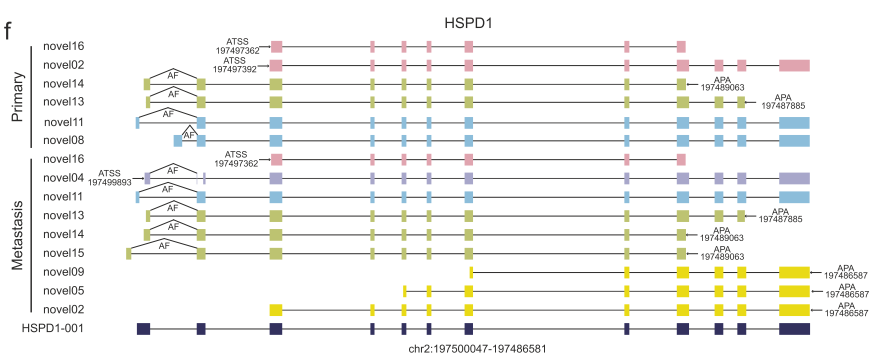 f
HSPD1
Primary
novel16
ATSS
197497362
novel02
ATSS
197497392
novel14
AF
APA
197489063
novel13
AF
APA
197487885
novel11
AF
novel08
AF
Metastasis
novel16
ATSS
197497362
novel04
ATSS
197499893
AF
novel11
AF
novel13
AF
APA
197487885
novel14
AF
APA
197489063
novel15
AF
APA
197489063
novel09
APA
197486587
novel05
APA
197486587
novel02
APA
197486587
HSPD1-001
chr2:197500047-197486581